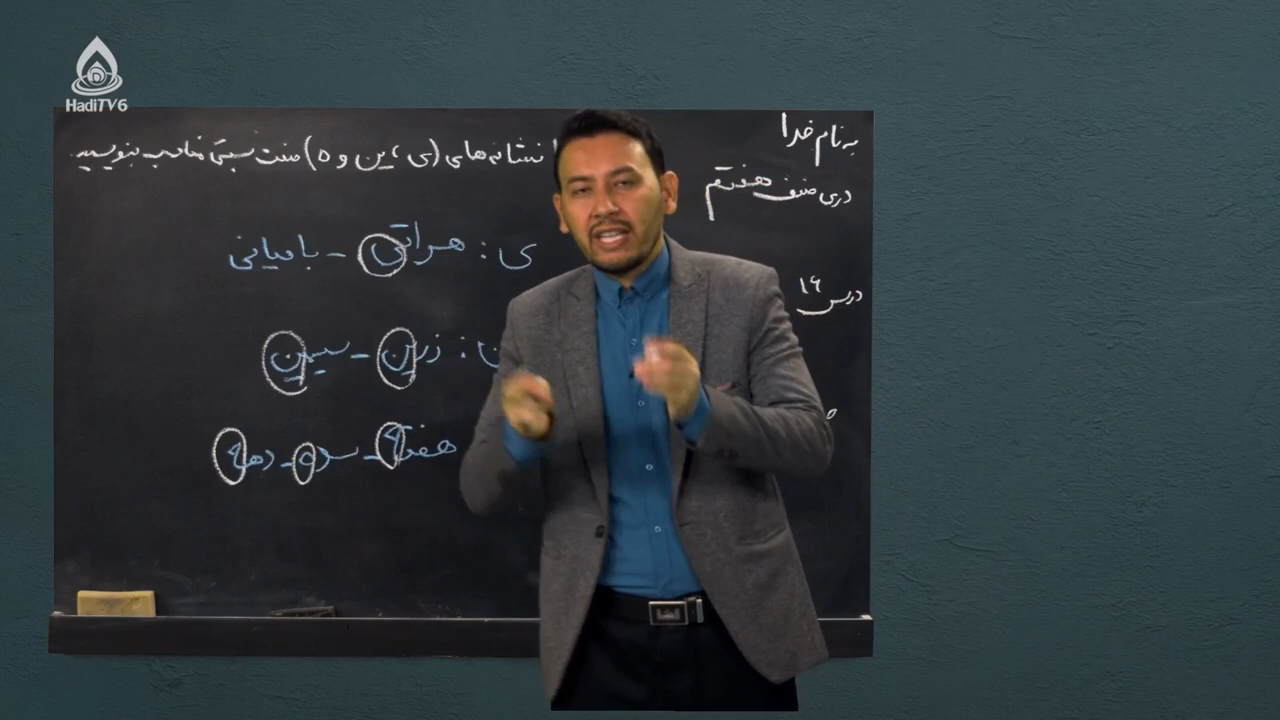 HadiTV6
به نام خدا
دری صنف هفتم
درس ۱۶
نشانه های (ی، ین و ه) صفت نسبتی مناسب بنویسید
ی: هراتی - بامیانی
زرین - سیمین
هفته - سده - دهه